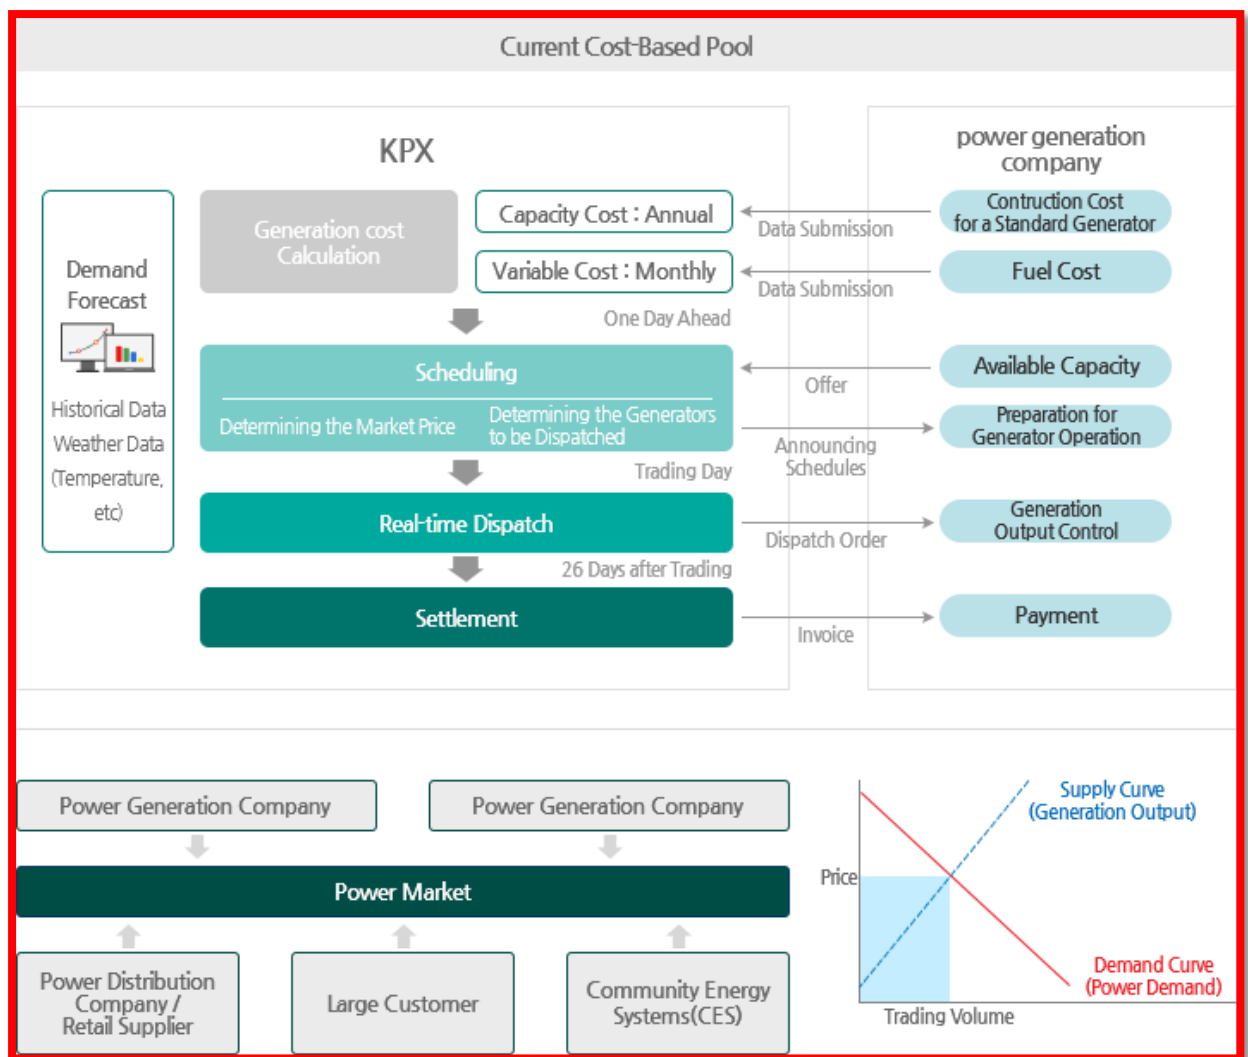 Current Cost-Based Pool
KPX
power generation
company
Demand
Forecast
Historical Data
Weather Data
(Temperature,
etc)
Generation cost
Calculation
Capacity Cost : Annual
Variable Cost : Monthly
Data Submission
Data Submission
Contruction Cost
for a Standard Generator
Fuel Cost
One Day Ahead
Scheduling
Determining the Market Price
Determining the Generators
to be Dispatched
Offer
Available Capacity
Announcing
Schedules
Preparation for
Generator Operation
Trading Day
Real-time Dispatch
Dispatch Order
Generation
Output Control
26 Days after Trading
Settlement
Invoice
Payment
Power Generation Company
Power Generation Company
Power Market
Power Distribution
Company /
Retail Supplier
Large Customer
Community Energy
Systems(CES)
Supply Curve
(Generation Output)
Price
Demand Curve
(Power Demand)
Trading Volume